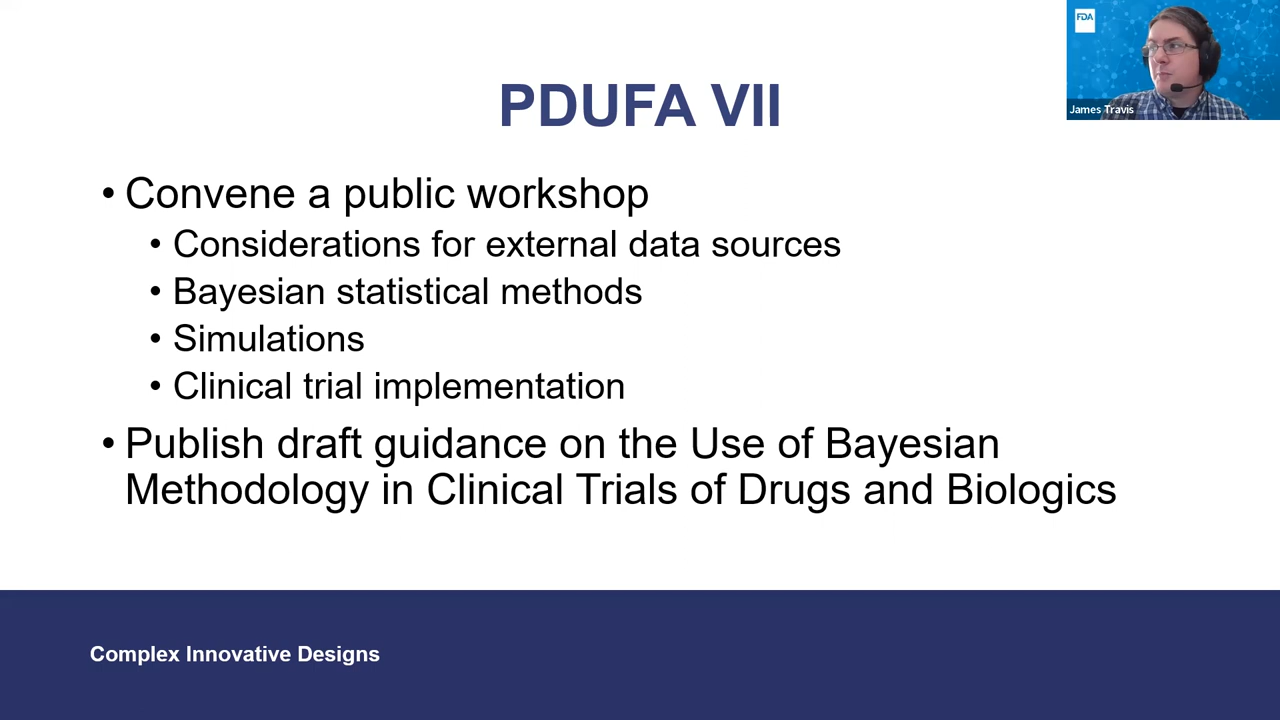 FDA
James Travis
PDUFA VII
• Convene a public workshop
• Considerations for external data sources
• Bayesian statistical methods
• Simulations
• Clinical trial implementation
• Publish draft guidance on the Use of Bayesian
Methodology in Clinical Trials of Drugs and Biologics
Complex Innovative Designs